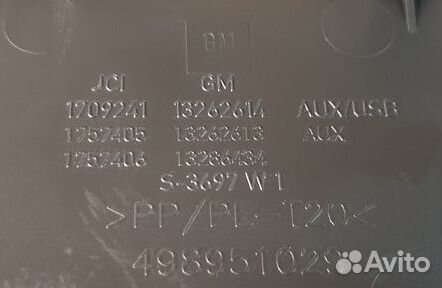 GM
JCI GM
1709241 13262614 AUX/USB
1757405 13262613 AUX
1757406 13286434
S-3697 W1
>PP/PE-T20<
498951029
Avito